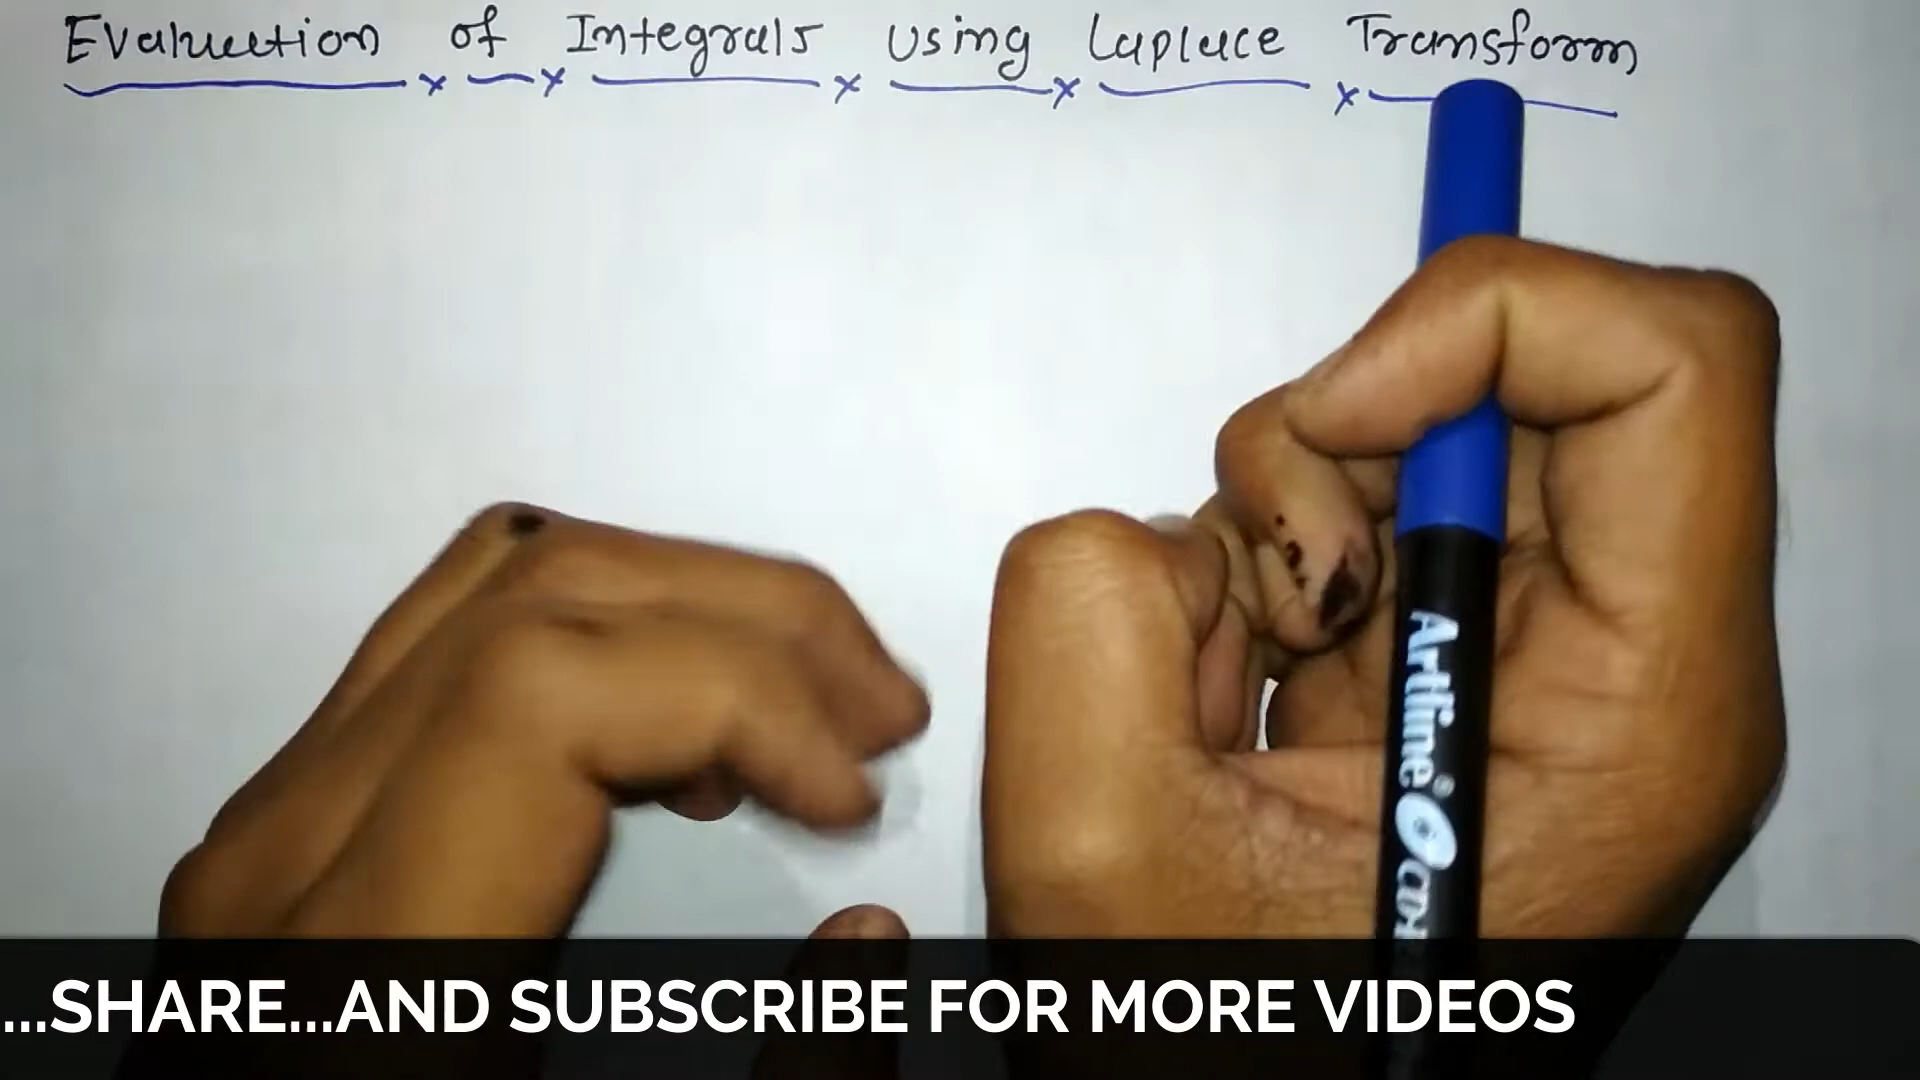 Evaluation of Integrals using Laplace Transform
Artline
...SHARE...AND SUBSCRIBE FOR MORE VIDEOS